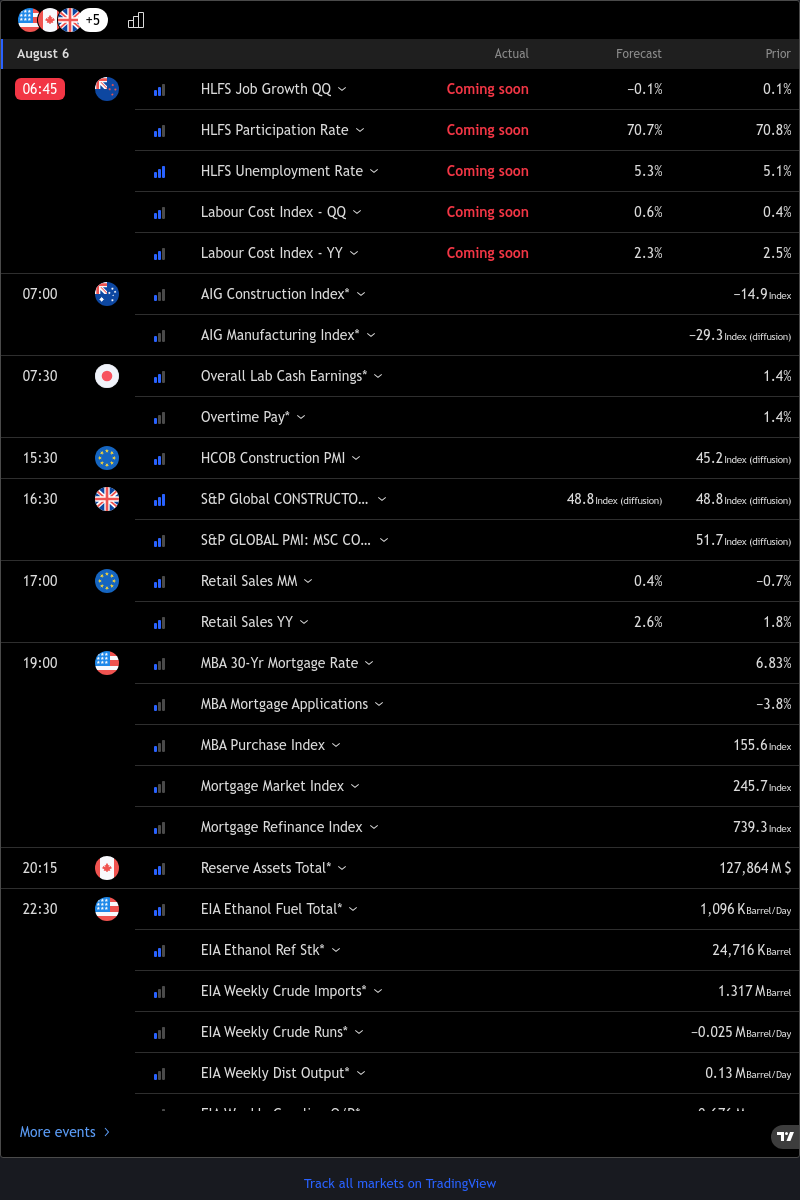 +5
August 6 Actual Forecast Prior
06:45 HLFS Job Growth QQ Coming soon −0.1% 0.1%
HLFS Participation Rate Coming soon 70.7% 70.8%
HLFS Unemployment Rate Coming soon 5.3% 5.1%
Labour Cost Index - QQ Coming soon 0.6% 0.4%
Labour Cost Index - YY Coming soon 2.3% 2.5%
07:00 AIG Construction Index* −14.9 Index
AIG Manufacturing Index* −29.3 Index (diffusion)
07:30 Overall Lab Cash Earnings* 1.4%
Overtime Pay* 1.4%
15:30 HCOB Construction PMI 45.2 Index (diffusion)
16:30 S&P Global CONSTRUCTO... 48.8 Index (diffusion) 48.8 Index (diffusion)
S&P GLOBAL PMI: MSC CO... 51.7 Index (diffusion)
17:00 Retail Sales MM 0.4% −0.7%
Retail Sales YY 2.6% 1.8%
19:00 MBA 30-Yr Mortgage Rate 6.83%
MBA Mortgage Applications −3.8%
MBA Purchase Index 155.6 Index
Mortgage Market Index 245.7 Index
Mortgage Refinance Index 739.3 Index
20:15 Reserve Assets Total* 127,864 M $
22:30 EIA Ethanol Fuel Total* 1,096 K Barrel/Day
EIA Ethanol Ref Stk* 24,716 K Barrel
EIA Weekly Crude Imports* 1.317 M Barrel
EIA Weekly Crude Runs* −0.025 M Barrel/Day
EIA Weekly Dist Output* 0.13 M Barrel/Day
More events
Track all markets on TradingView